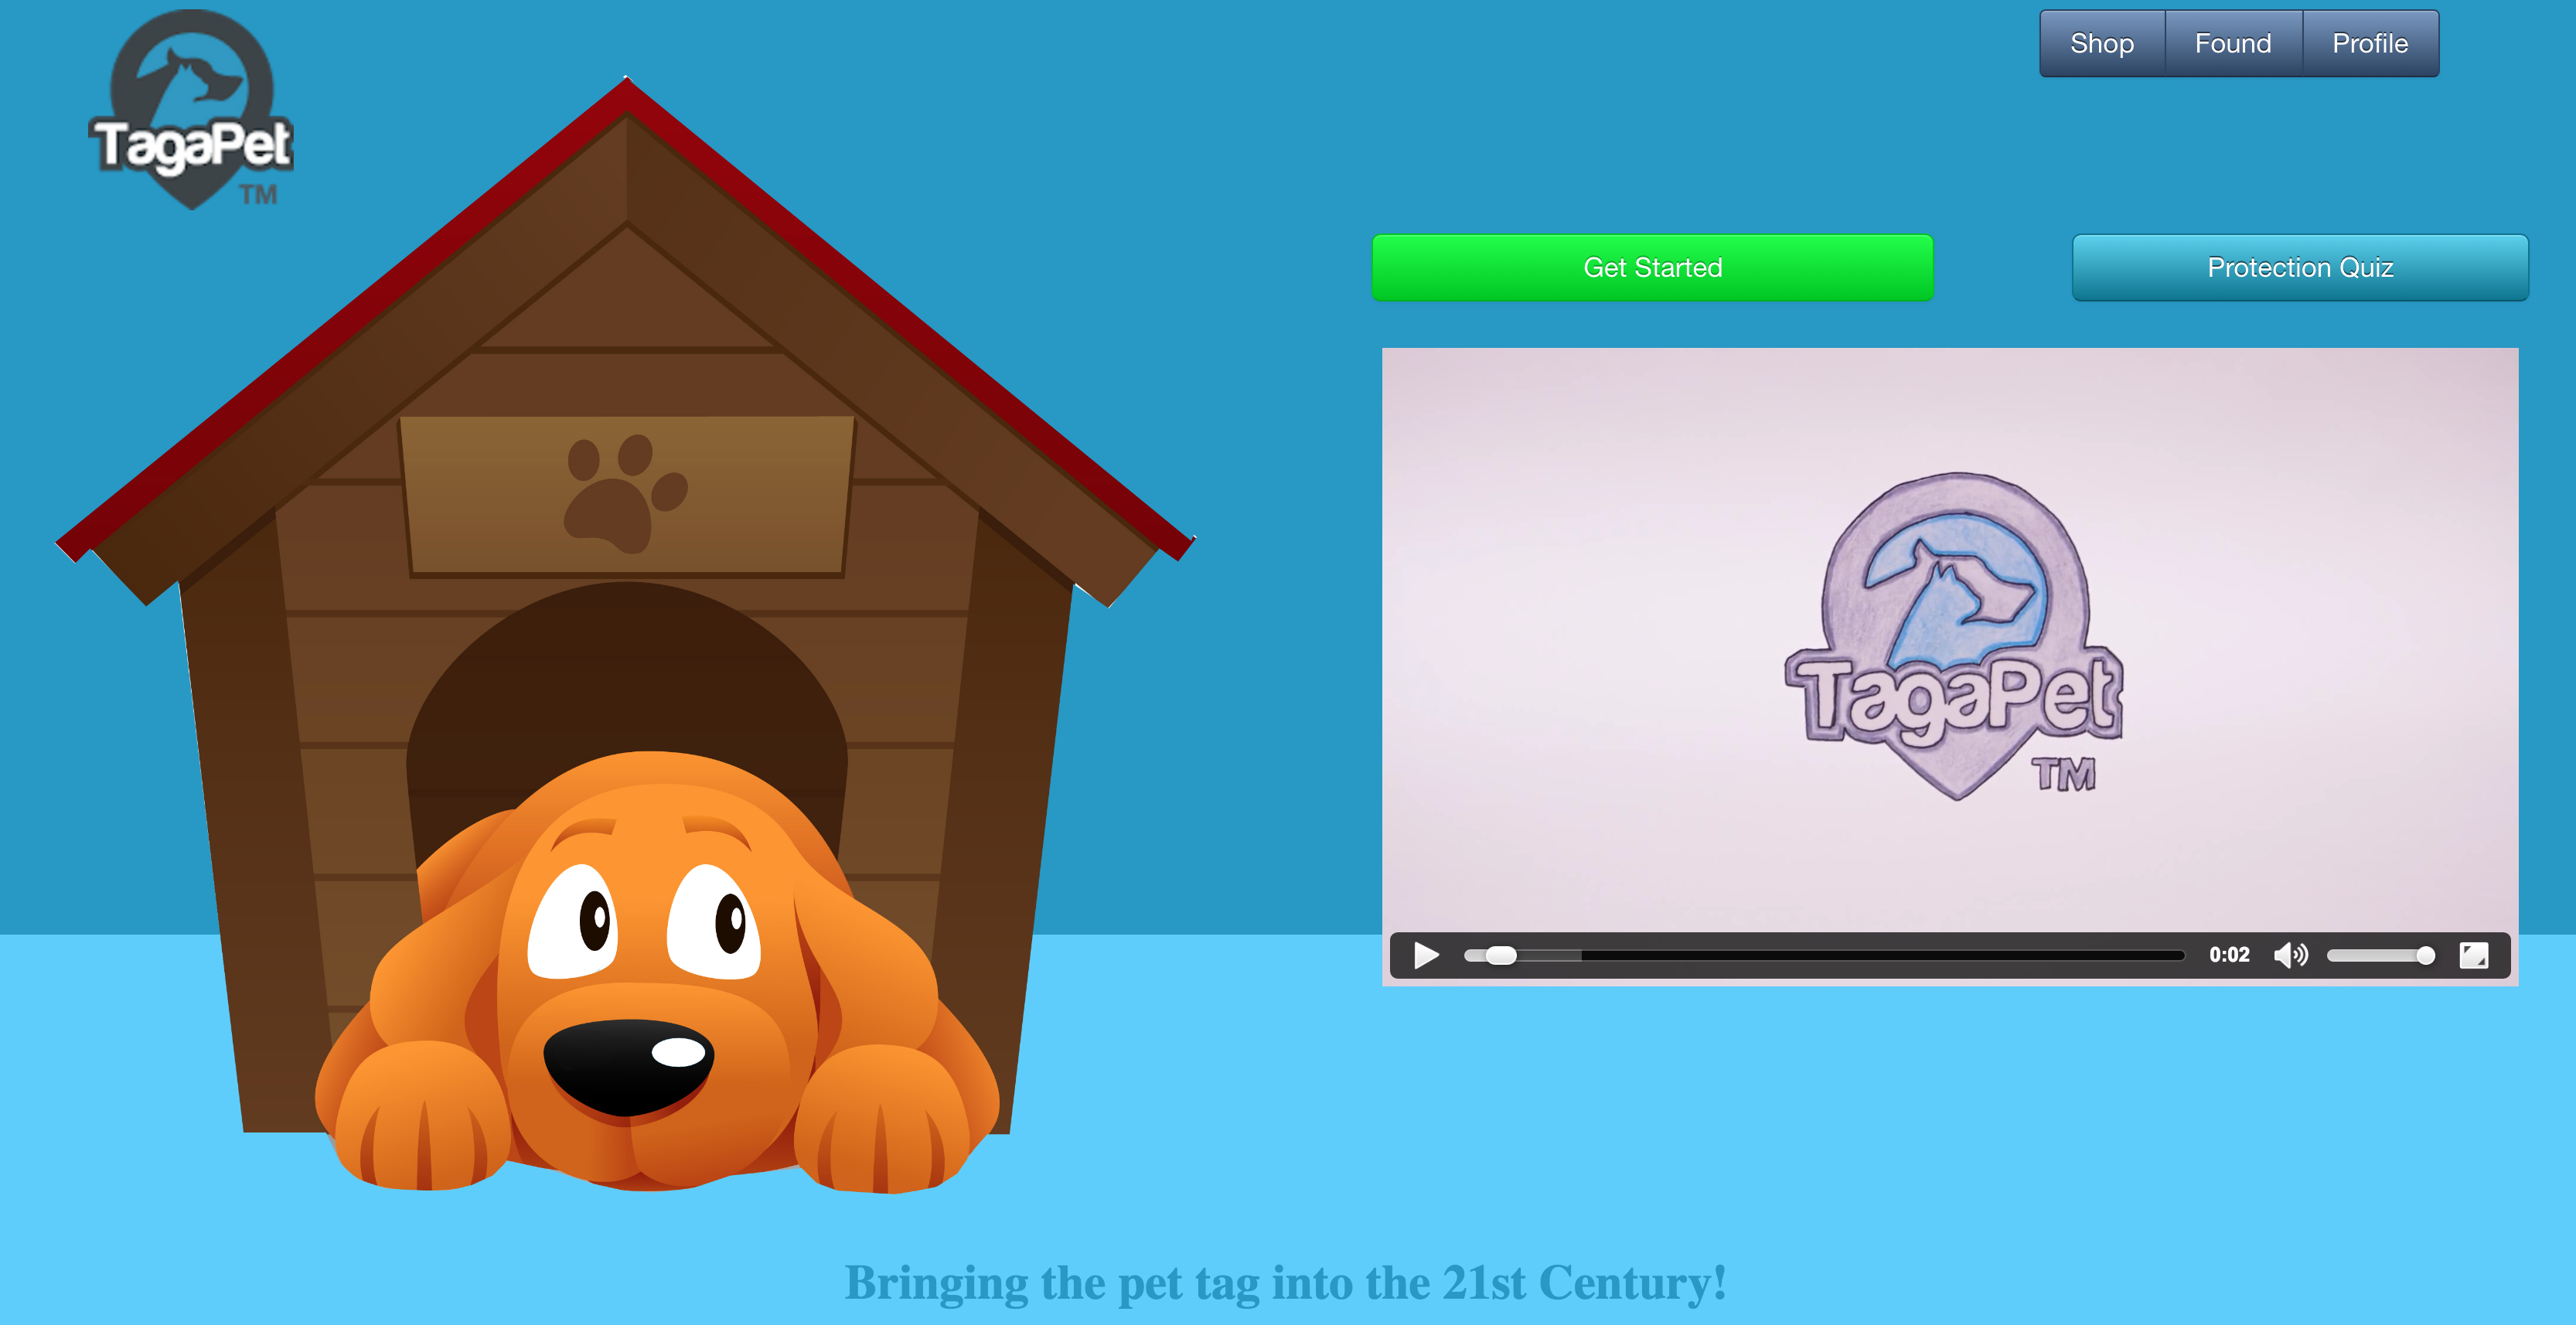 TagaPet
TM
Shop Found Profile
Get Started Protection Quiz
TagaPet
TM
0:02
Bringing the pet tag into the 21st Century!